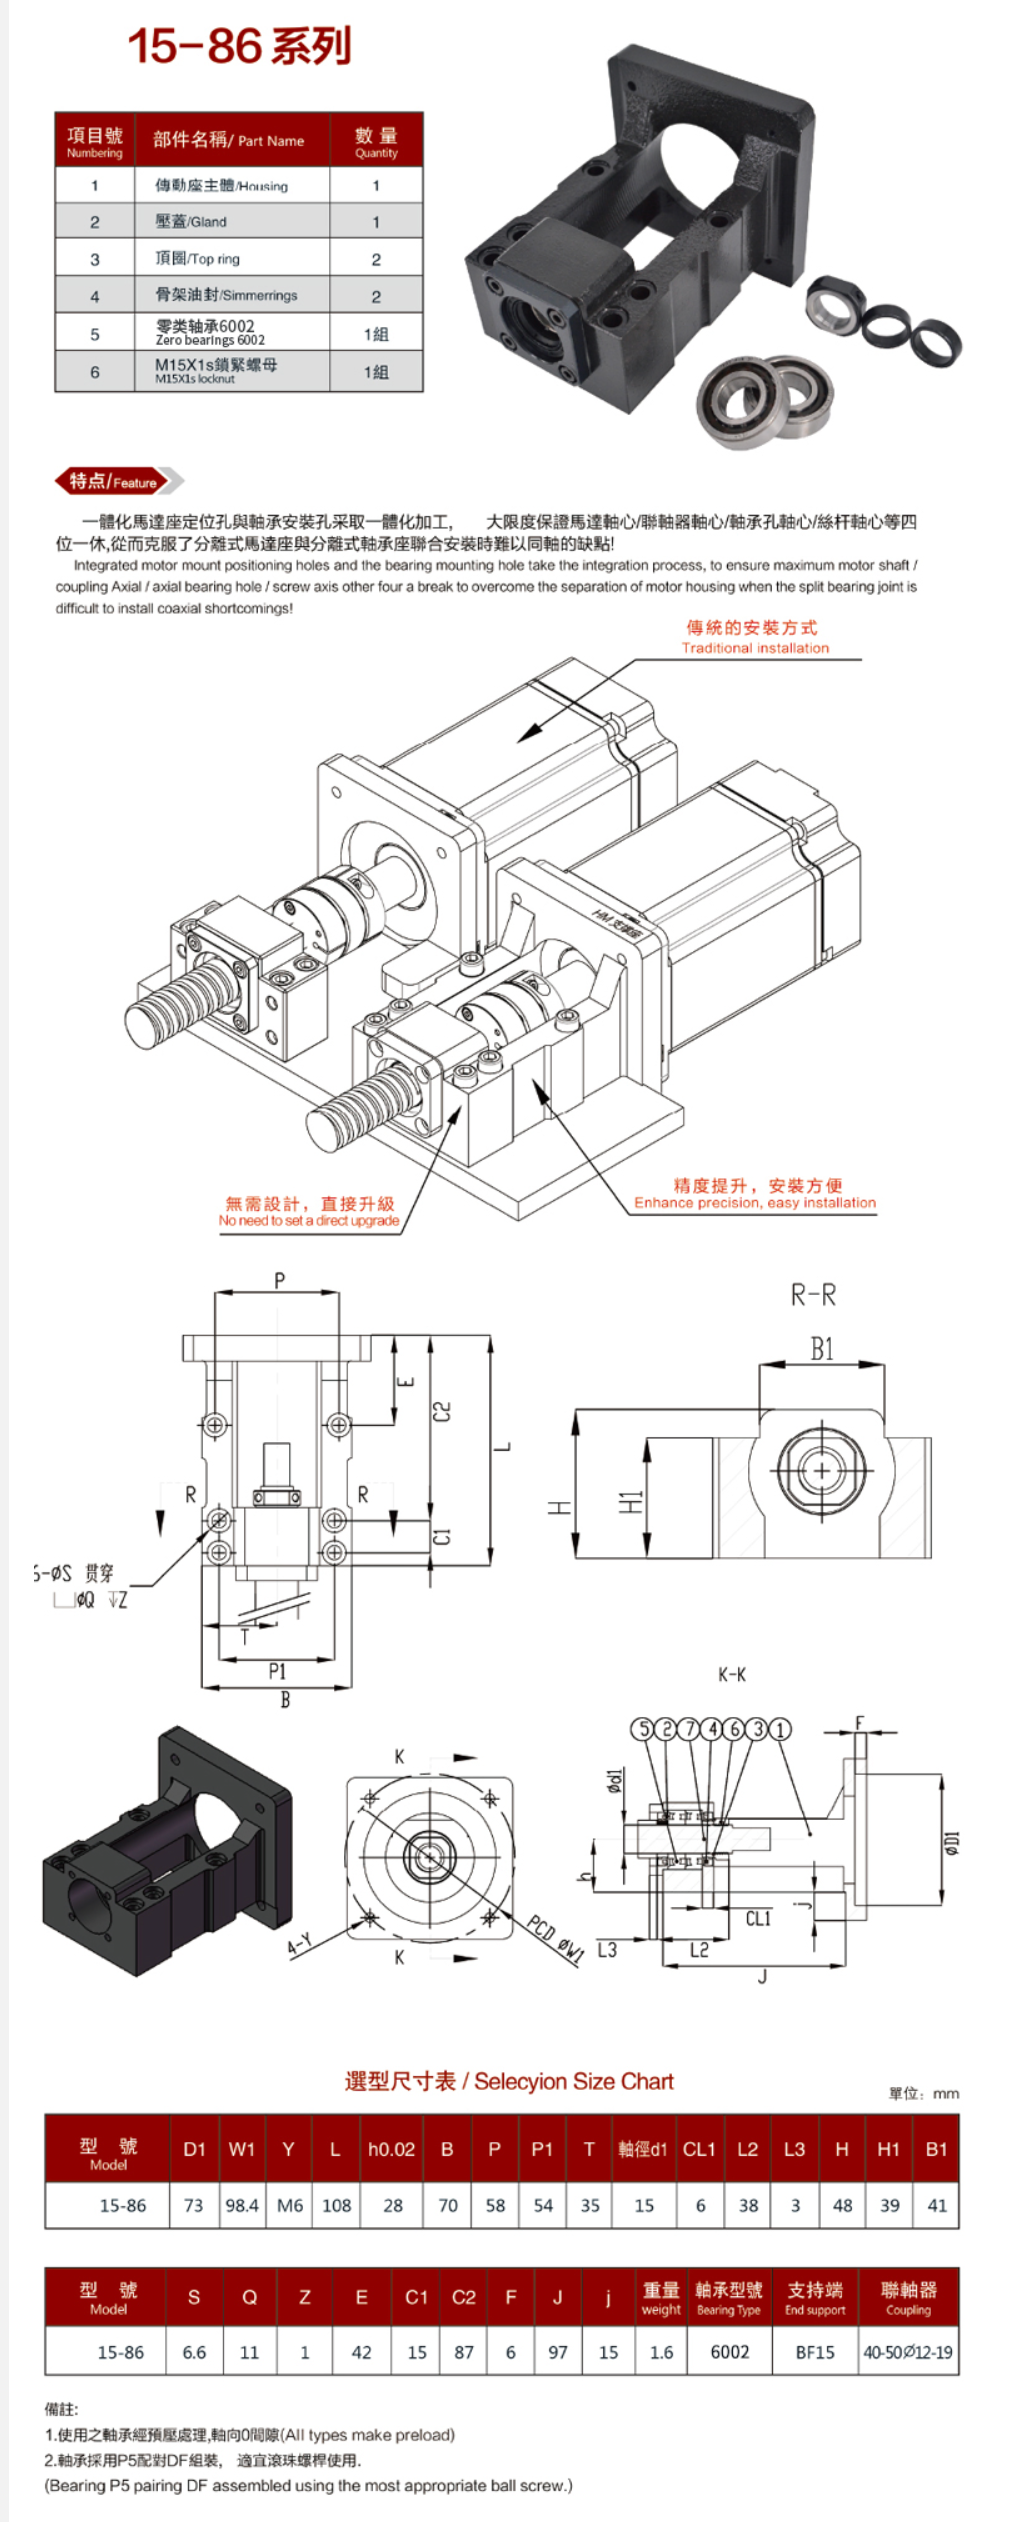 15-86 系列
項目號 部件名稱/ Part Name 數 量
Numbering Quantity
1 傳動座主體/Housing 1
2 壓蓋/Gland 1
3 頂圈/Top ring 2
4 骨架油封/Simmerrings 2
5 零类轴承6002 1組
Zero bearings 6002
6 M15X1s鎖緊螺母 1組
M15X1s locknut
特点/Feature
一體化馬達座定位孔與軸承安裝孔采取一體化加工, 大限度保證馬達軸心/聯軸器軸心/軸承孔軸心/絲杆軸心等四
位一休,從而克服了分離式馬達座與分離式軸承座聯合安裝時難以同軸的缺點!
Integrated motor mount positioning holes and the bearing mounting hole take the integration process, to ensure maximum motor shaft /
coupling Axial / axial bearing hole / screw axis other four a break to overcome the separation of motor housing when the split bearing joint is
difficult to install coaxial shortcomings!
傳統的安裝方式
Traditional installation
無需設計，直接升級
No need to set a direct upgrade
精度提升，安裝方便
Enhance precision, easy installation
P
E
C2
L
R R
C1
6-øS 贯穿
øQ Z
T
P1
B
R-R
B1
H
H1
K
4-Y
PCD øW1
K
K-K
5 2 7 4 6 3 1
F
ød1
øD1
h
j
CL1
L3 L2
J
選型尺寸表 / Selecyion Size Chart
單位：mm
型 號 D1 W1 Y L h0.02 B P P1 T 軸徑d1 CL1 L2 L3 H H1 B1
Model
15-86 73 98.4 M6 108 28 70 58 54 35 15 6 38 3 48 39 41
型 號 S Q Z E C1 C2 F J j 重量 軸承型號 支持端 聯軸器
Model weight Bearing Type End support Coupling
15-86 6.6 11 1 42 15 87 6 97 15 1.6 6002 BF15 40-50Ø12-19
備註:
1.使用之軸承經預壓處理,軸向0間隙(All types make preload)
2.軸承採用P5配對DF組裝， 適宜滾珠螺桿使用.
(Bearing P5 pairing DF assembled using the most appropriate ball screw.)